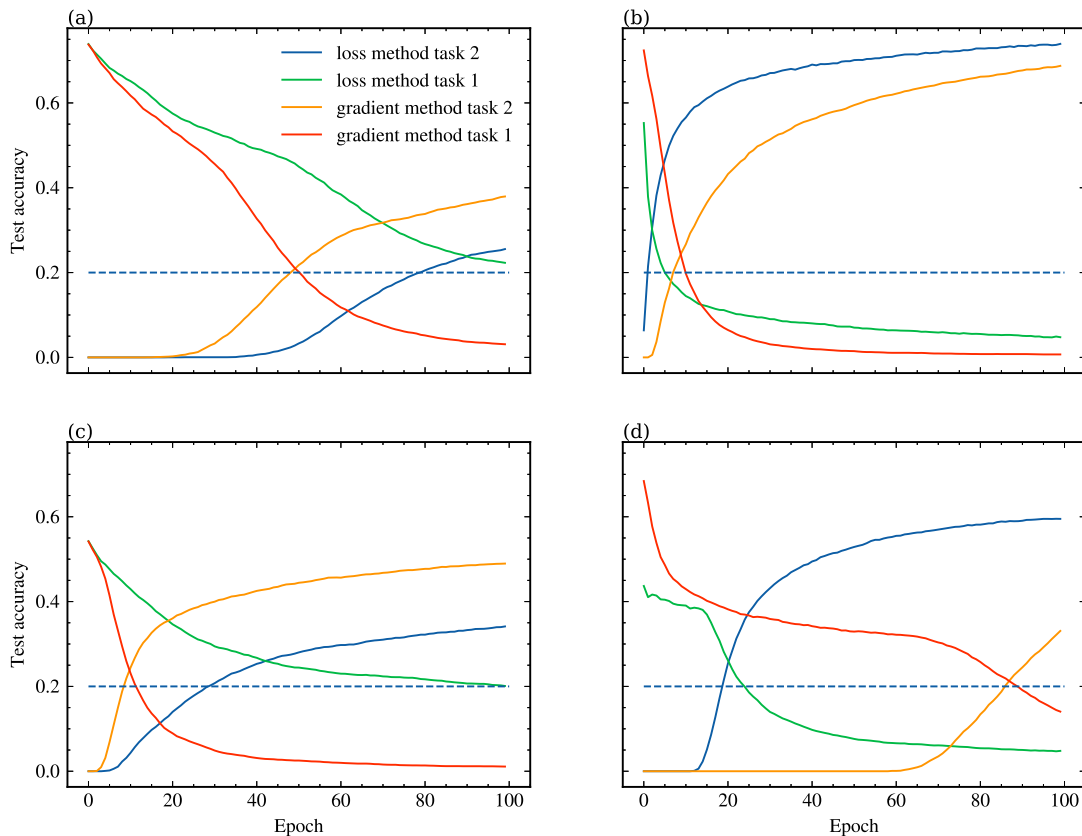 (a)
(b)
loss method task 2
loss method task 1
gradient method task 2
gradient method task 1
0.6
0.4
0.2
0.0
Test accuracy
(c)
(d)
0.6
0.4
0.2
0.0
Test accuracy
0 20 40 60 80 100
0 20 40 60 80 100
Epoch
Epoch